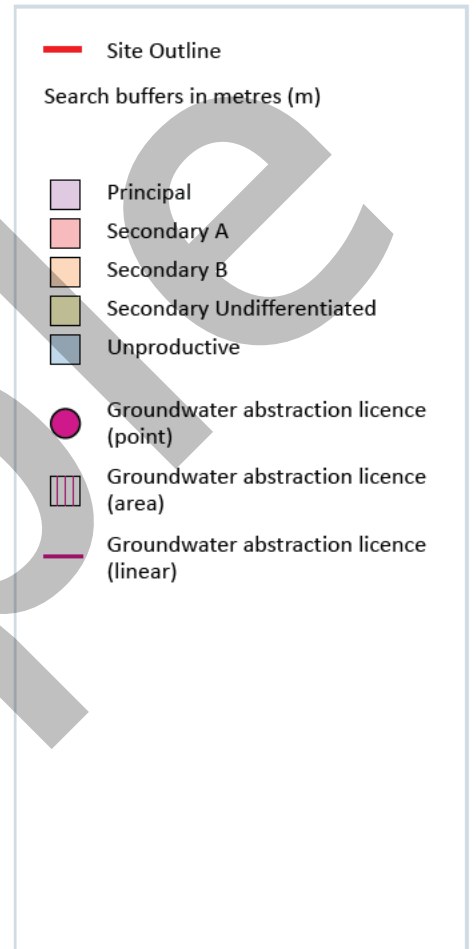 Site Outline
Search buffers in metres (m)
Principal
Secondary A
Secondary B
Secondary Undifferentiated
Unproductive
Groundwater abstraction licence
(point)
Groundwater abstraction licence
(area)
Groundwater abstraction licence
(linear)
ple